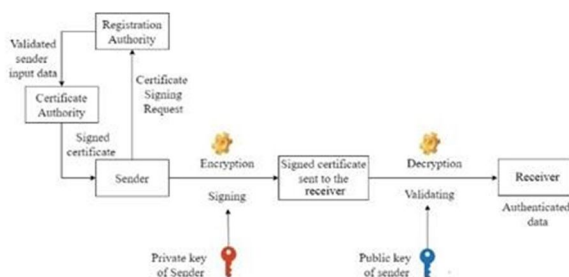 Registration
Authority
Validated
sender
input data
Certificate
Signing
Request
Certificate
Authority
Signed
certificate
Sender
Encryption
Signing
Signed certificate
sent to the
receiver
Decryption
Validating
Receiver
Authenticated
data
Private key
of Sender
Public key
of sender